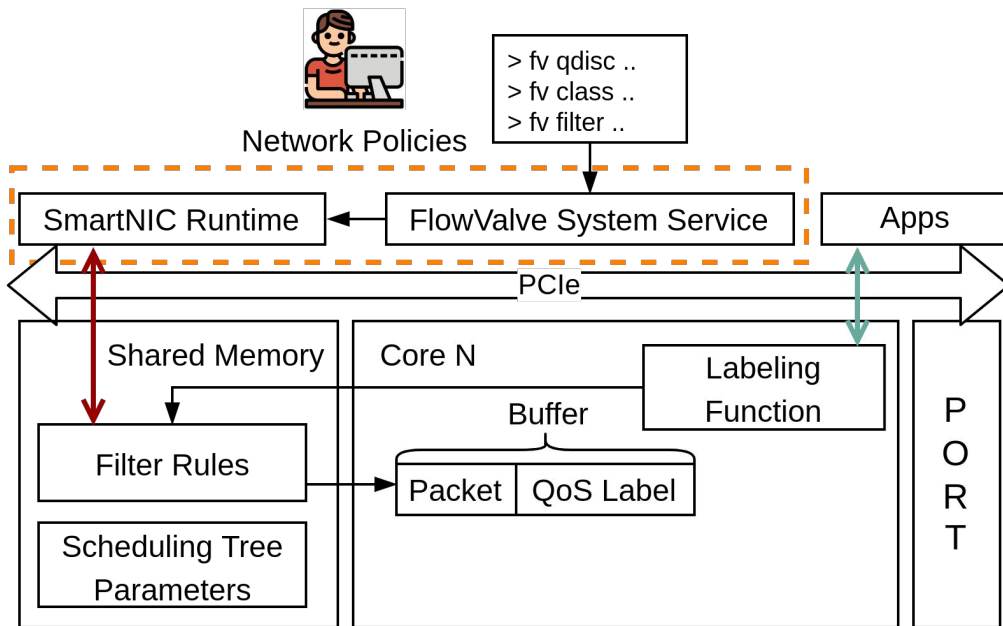 > fv qdisc ..
> fv class ..
> fv filter ..
Network Policies
SmartNIC Runtime
FlowValve System Service
Apps
PCIe
Shared Memory
Core N
Labeling
Function
Buffer
Filter Rules
Packet
QoS Label
Scheduling Tree
Parameters
P
O
R
T